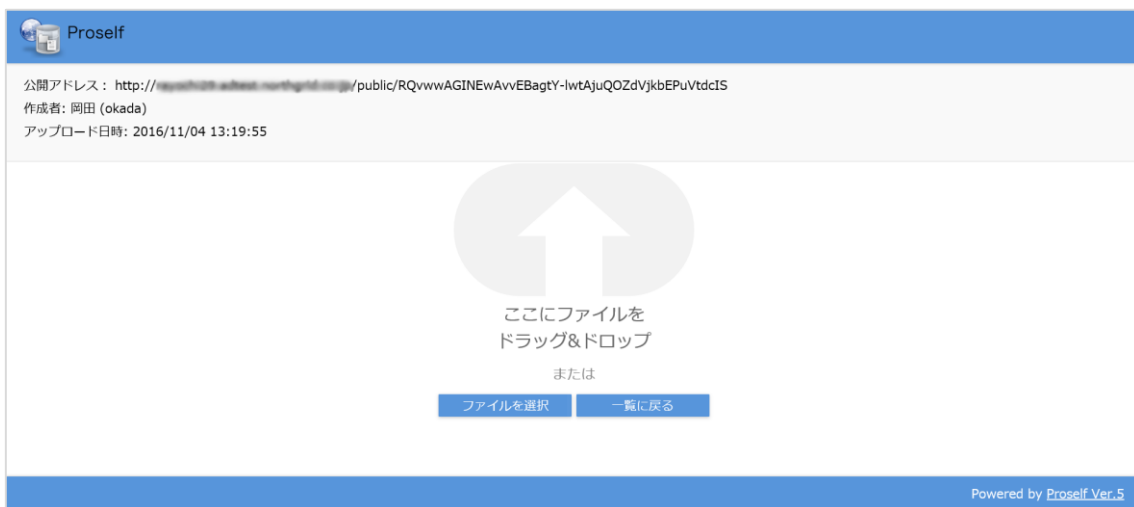 Proself
公開アドレス： http:///public/RQvwwAGINEwAvvEBagtY-lwtAjuQOZdVjkbEPuVtdcIS
作成者: 岡田 (okada)
アップロード日時: 2016/11/04 13:19:55
ここにファイルを
ドラッグ&ドロップ
または
ファイルを選択 一覧に戻る
Powered by Proself Ver.5